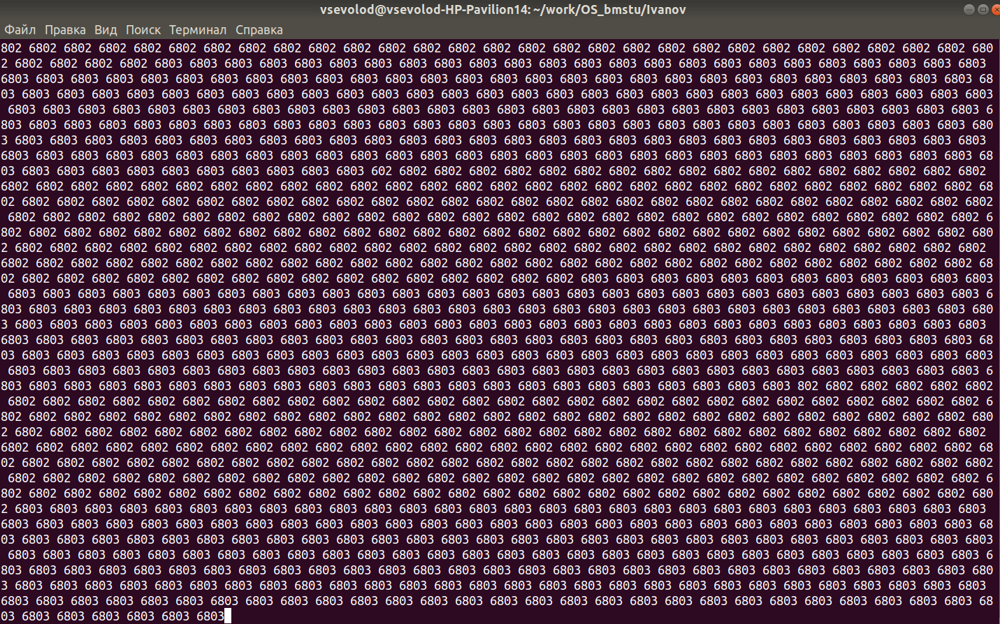 vsevolod@vsevolod-HP-Pavilion14: ~/work/OS_bmstu/Ivanov
Файл Правка Вид Поиск Терминал Справка
802 6802 6802 6802 6802 6802 6802 6802 6802 6802 6802 6802 6802 6802 6802 6802 6802 6802 6802 6802 6802 6802 6802 6802 6802 6802 6802 6802 680
2 6802 6802 6802 6802 6803 6803 6803 6803 6803 6803 6803 6803 6803 6803 6803 6803 6803 6803 6803 6803 6803 6803 6803 6803 6803 6803 6803 6803
6803 6803 6803 6803 6803 6803 6803 6803 6803 6803 6803 6803 6803 6803 6803 6803 6803 6803 6803 6803 6803 6803 6803 6803 6803 6803 6803 6803 68
03 6803 6803 6803 6803 6803 6803 6803 6803 6803 6803 6803 6803 6803 6803 6803 6803 6803 6803 6803 6803 6803 6803 6803 6803 6803 6803 6803 6803
 6803 6803 6803 6803 6803 6803 6803 6803 6803 6803 6803 6803 6803 6803 6803 6803 6803 6803 6803 6803 6803 6803 6803 6803 6803 6803 6803 6803 6
803 6803 6803 6803 6803 6803 6803 6803 6803 6803 6803 6803 6803 6803 6803 6803 6803 6803 6803 6803 6803 6803 6803 6803 6803 6803 6803 6803 680
3 6803 6803 6803 6803 6803 6803 6803 6803 6803 6803 6803 6803 6803 6803 6803 6803 6803 6803 6803 6803 6803 6803 6803 6803 6803 6803 6803 6803
6803 6803 6803 6803 6803 6803 6803 6803 6803 6803 6803 6803 6803 6803 6803 6803 6803 6803 6803 6803 6803 6803 6803 6803 6803 6803 6803 6803 68
03 6803 6803 6803 6803 6803 6803 6803 6803 6803 6803 602 6802 6802 6802 6802 6802 6802 6802 6802 6802 6802 6802 6802 6802 6802 6802 6802 6802
6802 6802 6802 6802 6802 6802 6802 6802 6802 6802 6802 6802 6802 6802 6802 6802 6802 6802 6802 6802 6802 6802 6802 6802 6802 6802 6802 6802 68
02 6802 6802 6802 6802 6802 6802 6802 6802 6802 6802 6802 6802 6802 6802 6802 6802 6802 6802 6802 6802 6802 6802 6802 6802 6802 6802 6802 6802
 6802 6802 6802 6802 6802 6802 6802 6802 6802 6802 6802 6802 6802 6802 6802 6802 6802 6802 6802 6802 6802 6802 6802 6802 6802 6802 6802 6802 6
802 6802 6802 6802 6802 6802 6802 6802 6802 6802 6802 6802 6802 6802 6802 6802 6802 6802 6802 6802 6802 6802 6802 6802 6802 6802 6802 6802 680
2 6802 6802 6802 6802 6802 6802 6802 6802 6802 6802 6802 6802 6802 6802 6802 6802 6802 6802 6802 6802 6802 6802 6802 6802 6802 6802 6802 6802
6802 6802 6802 6802 6802 6802 6802 6802 6802 6802 6802 6802 6802 6802 6802 6802 6802 6802 6802 6802 6802 6802 6802 6802 6802 6802 6802 6802 68
02 6802 6802 6802 6802 6802 6802 6802 6802 6802 6802 6802 6802 6802 6802 6802 6802 6803 6803 6803 6803 6803 6803 6803 6803 6803 6803 6803 6803
 6803 6803 6803 6803 6803 6803 6803 6803 6803 6803 6803 6803 6803 6803 6803 6803 6803 6803 6803 6803 6803 6803 6803 6803 6803 6803 6803 6803 6
803 6803 6803 6803 6803 6803 6803 6803 6803 6803 6803 6803 6803 6803 6803 6803 6803 6803 6803 6803 6803 6803 6803 6803 6803 6803 6803 6803 680
3 6803 6803 6803 6803 6803 6803 6803 6803 6803 6803 6803 6803 6803 6803 6803 6803 6803 6803 6803 6803 6803 6803 6803 6803 6803 6803 6803 6803
6803 6803 6803 6803 6803 6803 6803 6803 6803 6803 6803 6803 6803 6803 6803 6803 6803 6803 6803 6803 6803 6803 6803 6803 6803 6803 6803 6803 68
03 6803 6803 6803 6803 6803 6803 6803 6803 6803 6803 6803 6803 6803 6803 6803 6803 6803 6803 6803 6803 6803 6803 6803 6803 6803 6803 6803 6803
 6803 6803 6803 6803 6803 6803 6803 6803 6803 6803 6803 6803 6803 6803 6803 6803 6803 6803 6803 6803 6803 6803 6803 6803 6803 6803 6803 6803 6
803 6803 6803 6803 6803 6803 6803 6803 6803 6803 6803 6803 6803 6803 6803 6803 6803 6803 6803 6803 6803 6803 6803 802 6802 6802 6802 6802 6802
 6802 6802 6802 6802 6802 6802 6802 6802 6802 6802 6802 6802 6802 6802 6802 6802 6802 6802 6802 6802 6802 6802 6802 6802 6802 6802 6802 6802 6
802 6802 6802 6802 6802 6802 6802 6802 6802 6802 6802 6802 6802 6802 6802 6802 6802 6802 6802 6802 6802 6802 6802 6802 6802 6802 6802 6802 680
2 6802 6802 6802 6802 6802 6802 6802 6802 6802 6802 6802 6802 6802 6802 6802 6802 6802 6802 6802 6802 6802 6802 6802 6802 6802 6802 6802 6802
6802 6802 6802 6802 6802 6802 6802 6802 6802 6802 6802 6802 6802 6802 6802 6802 6802 6802 6802 6802 6802 6802 6802 6802 6802 6802 6802 6802 68
02 6802 6802 6802 6802 6802 6802 6802 6802 6802 6802 6802 6802 6802 6802 6802 6802 6802 6802 6802 6802 6802 6802 6802 6802 6802 6802 6802 6802
 6802 6802 6802 6802 6802 6802 6802 6802 6802 6802 6802 6802 6802 6802 6802 6802 6802 6802 6802 6802 6802 6802 6802 6802 6802 6802 6802 6802 6
802 6802 6802 6802 6802 6802 6802 6802 6802 6802 6802 6802 6802 6802 6802 6802 6802 6802 6802 6802 6802 6802 6802 6802 6802 6802 6802 6802 680
2 6803 6803 6803 6803 6803 6803 6803 6803 6803 6803 6803 6803 6803 6803 6803 6803 6803 6803 6803 6803 6803 6803 6803 6803 6803 6803 6803 6803
6803 6803 6803 6803 6803 6803 6803 6803 6803 6803 6803 6803 6803 6803 6803 6803 6803 6803 6803 6803 6803 6803 6803 6803 6803 6803 6803 6803 68
03 6803 6803 6803 6803 6803 6803 6803 6803 6803 6803 6803 6803 6803 6803 6803 6803 6803 6803 6803 6803 6803 6803 6803 6803 6803 6803 6803 6803
 6803 6803 6803 6803 6803 6803 6803 6803 6803 6803 6803 6803 6803 6803 6803 6803 6803 6803 6803 6803 6803 6803 6803 6803 6803 6803 6803 6803 6
803 6803 6803 6803 6803 6803 6803 6803 6803 6803 6803 6803 6803 6803 6803 6803 6803 6803 6803 6803 6803 6803 6803 6803 6803 6803 6803 6803 680
3 6803 6803 6803 6803 6803 6803 6803 6803 6803 6803 6803 6803 6803 6803 6803 6803 6803 6803 6803 6803 6803 6803 6803 6803 6803 6803 6803 6803
6803 6803 6803 6803 6803 6803 6803 6803 6803 6803 6803 6803 6803 6803 6803 6803 6803 6803 6803 6803 6803 6803 6803 6803 6803 6803 6803 6803 68
03 6803 6803 6803 6803 6803 6803